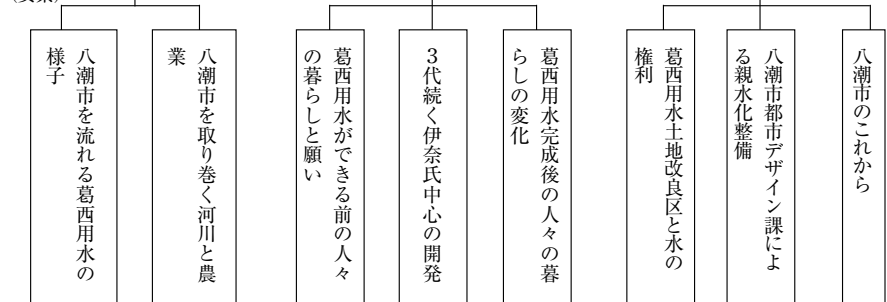 八潮市を流れる葛西用水の
様子
八潮市を取り巻く河川と農
業
葛西用水ができる前の人々
の暮らしと願い
3代続く伊奈氏中心の開発
葛西用水完成後の人々の暮
らしの変化
葛西用水土地改良区と水の
権利
八潮市都市デザイン課によ
る親水化整備
八潮市のこれから